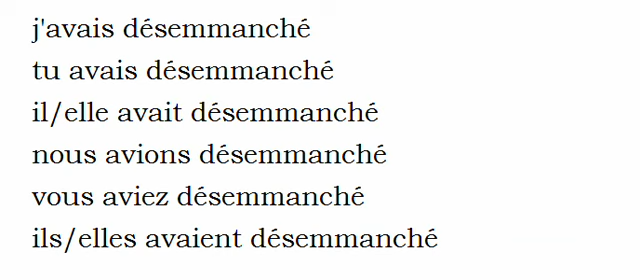 j'avais désemmanché
tu avais désemmanché
il/elle avait désemmanché
nous avions désemmanché
vous aviez désemmanché
ils/elles avaient désemmanché